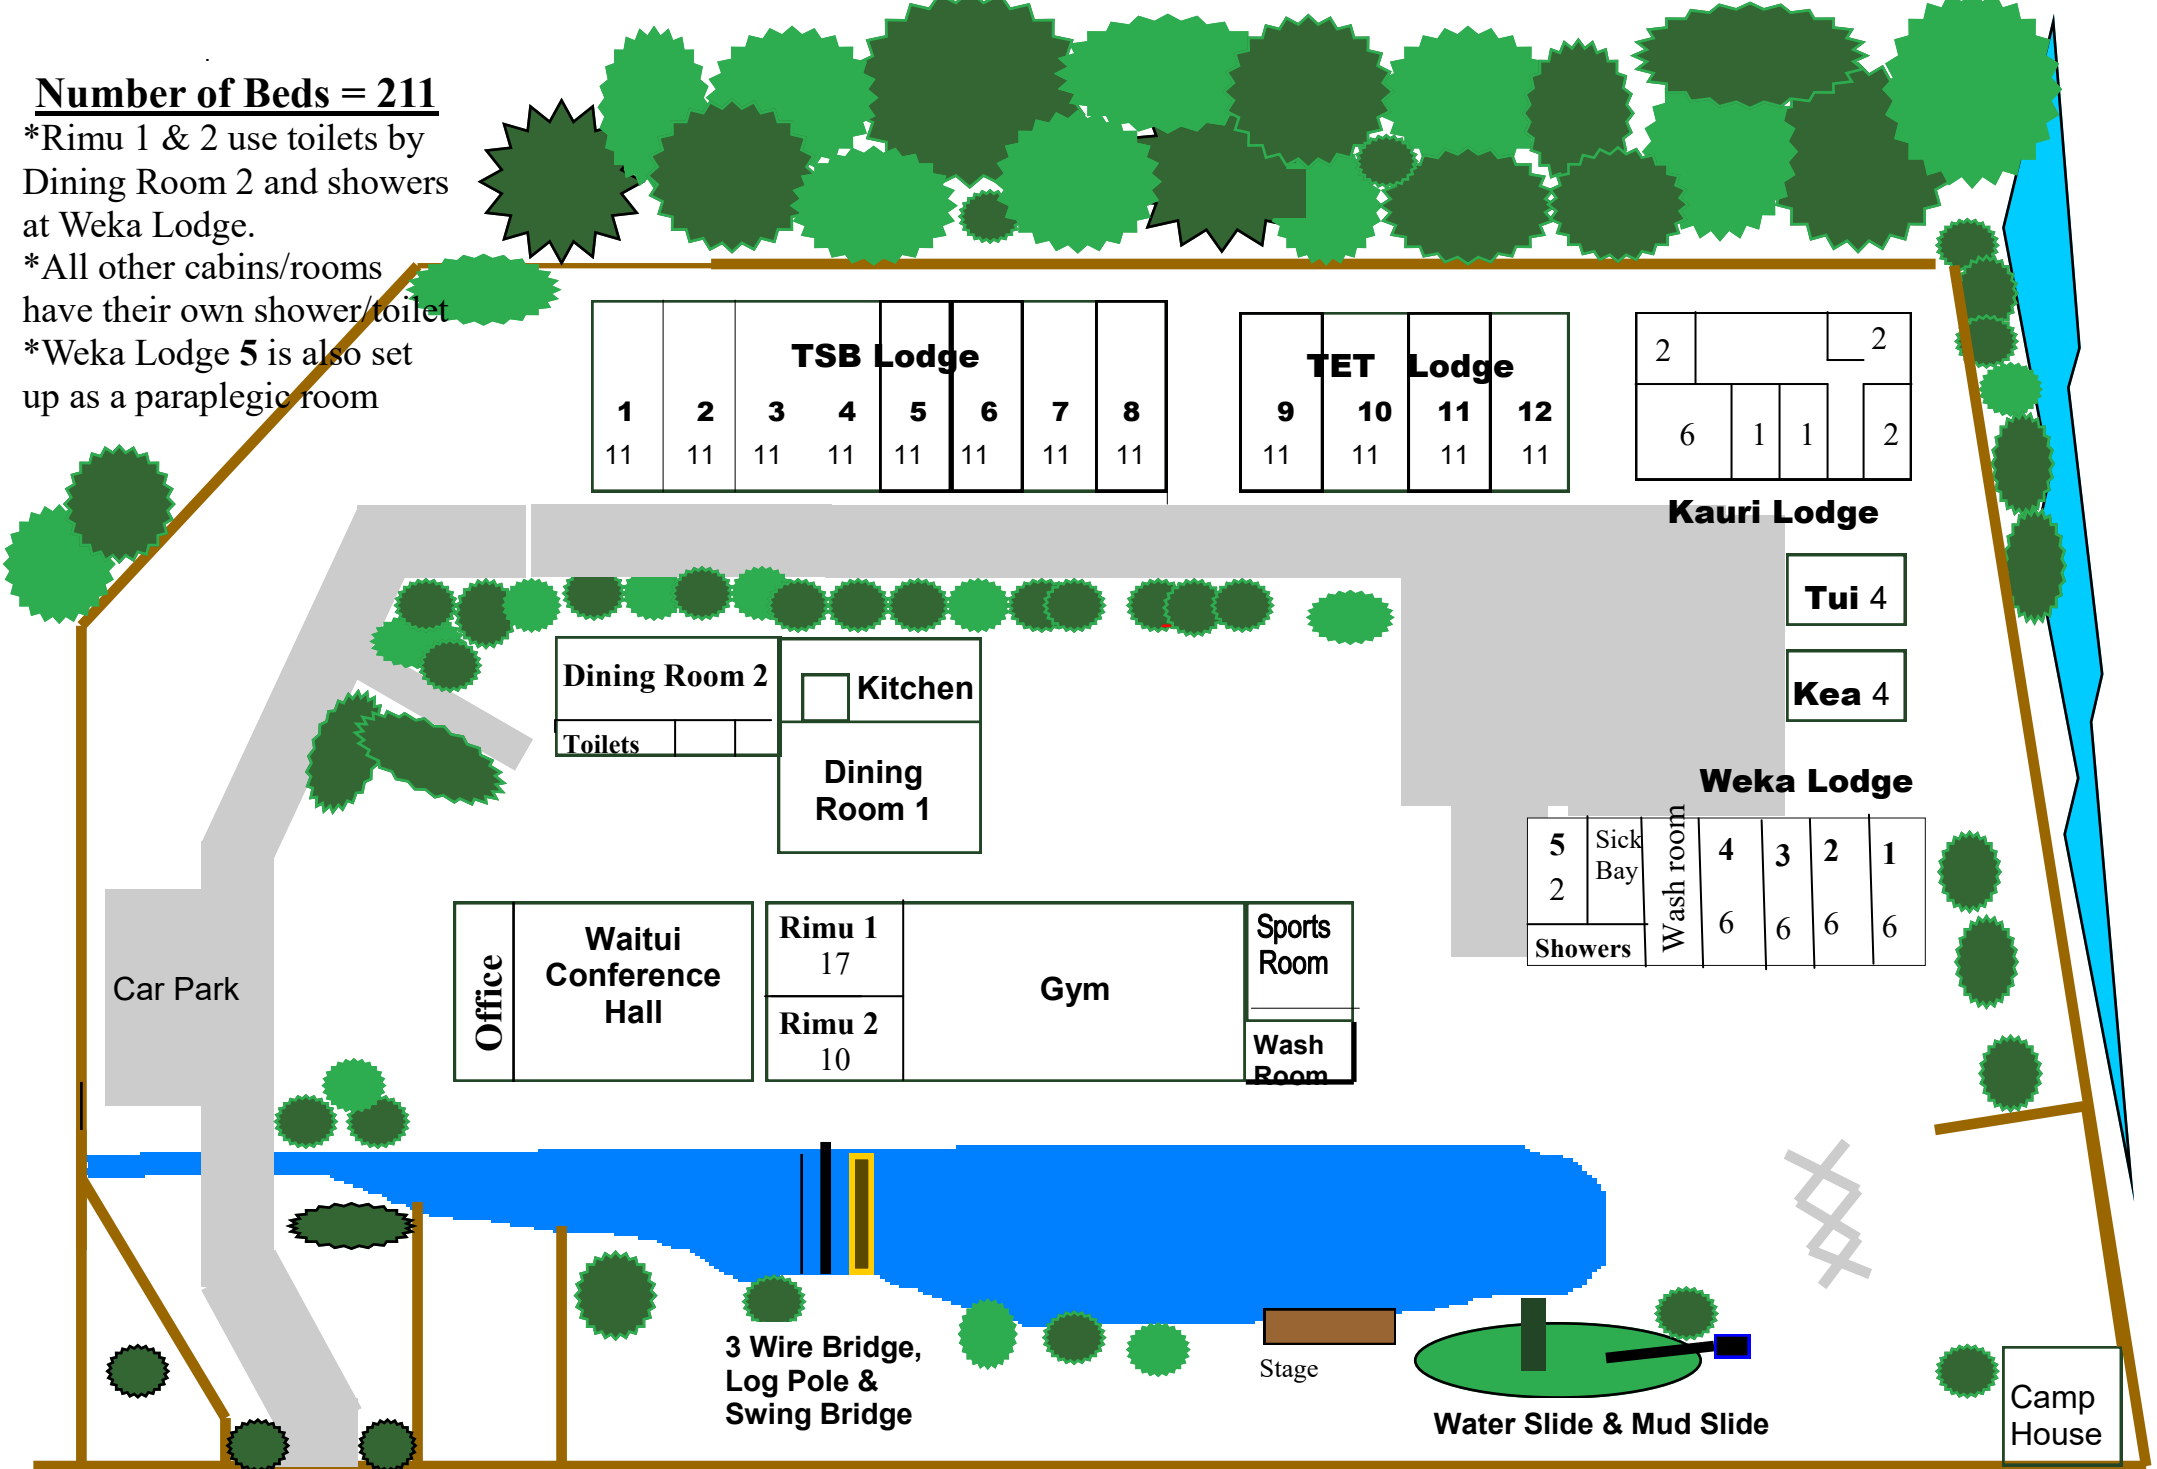 Number of Beds = 211
*Rimu 1 & 2 use toilets by
Dining Room 2 and showers
at Weka Lodge.
*All other cabins/rooms
have their own shower/toilet
*Weka Lodge 5 is also set
up as a paraplegic room
TSB Lodge
1 2 3 4 5 6 7 8
11 11 11 11 11 11 11 11
TET Lodge
9 10 11 12
11 11 11 11
2 2
6 1 1 2
Kauri Lodge
Tui 4
Kea 4
Dining Room 2
Toilets
Kitchen
Dining
Room 1
Weka Lodge
5 Sick Bay Wash room 4 3 2 1
2 6 6 6 6
Showers
Car Park
Office
Waitui
Conference
Hall
Rimu 1
17
Rimu 2
10
Gym
Sports
Room
Wash
Room
3 Wire Bridge,
Log Pole &
Swing Bridge
Stage
Water Slide & Mud Slide
Camp
House